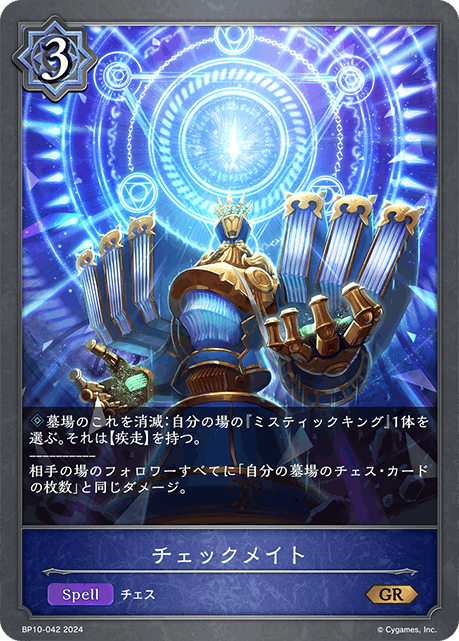 3
墓場のこれを消滅:自分の場の『ミスティックキング』1体を
選ぶ。それは【疾走】を持つ。
----------
相手の場のフォロワーすべてに「自分の墓場のチェス・カード
の枚数」と同じダメージ。
チェックメイト
Spell チェス GR
BP10-042 2024 © Cygames, Inc.